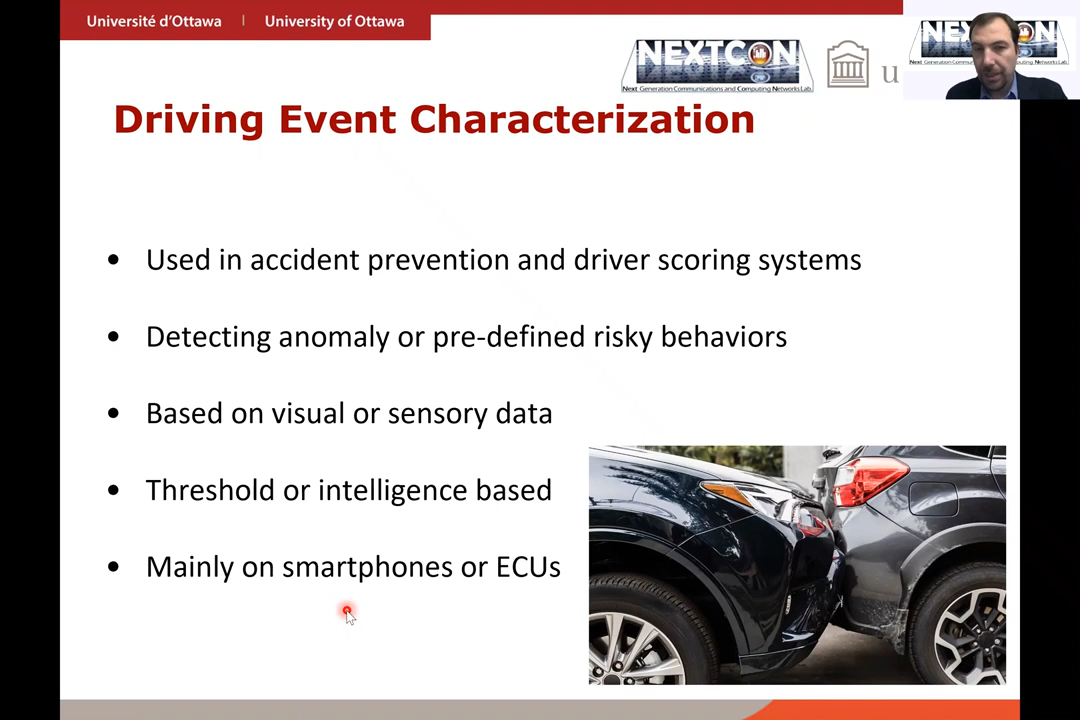 Université d'Ottawa | University of Ottawa
NEXTCON
Next Generation Communications and Computing Networks Lab.
u
Driving Event Characterization
• Used in accident prevention and driver scoring systems
• Detecting anomaly or pre-defined risky behaviors
• Based on visual or sensory data
• Threshold or intelligence based
• Mainly on smartphones or ECUs